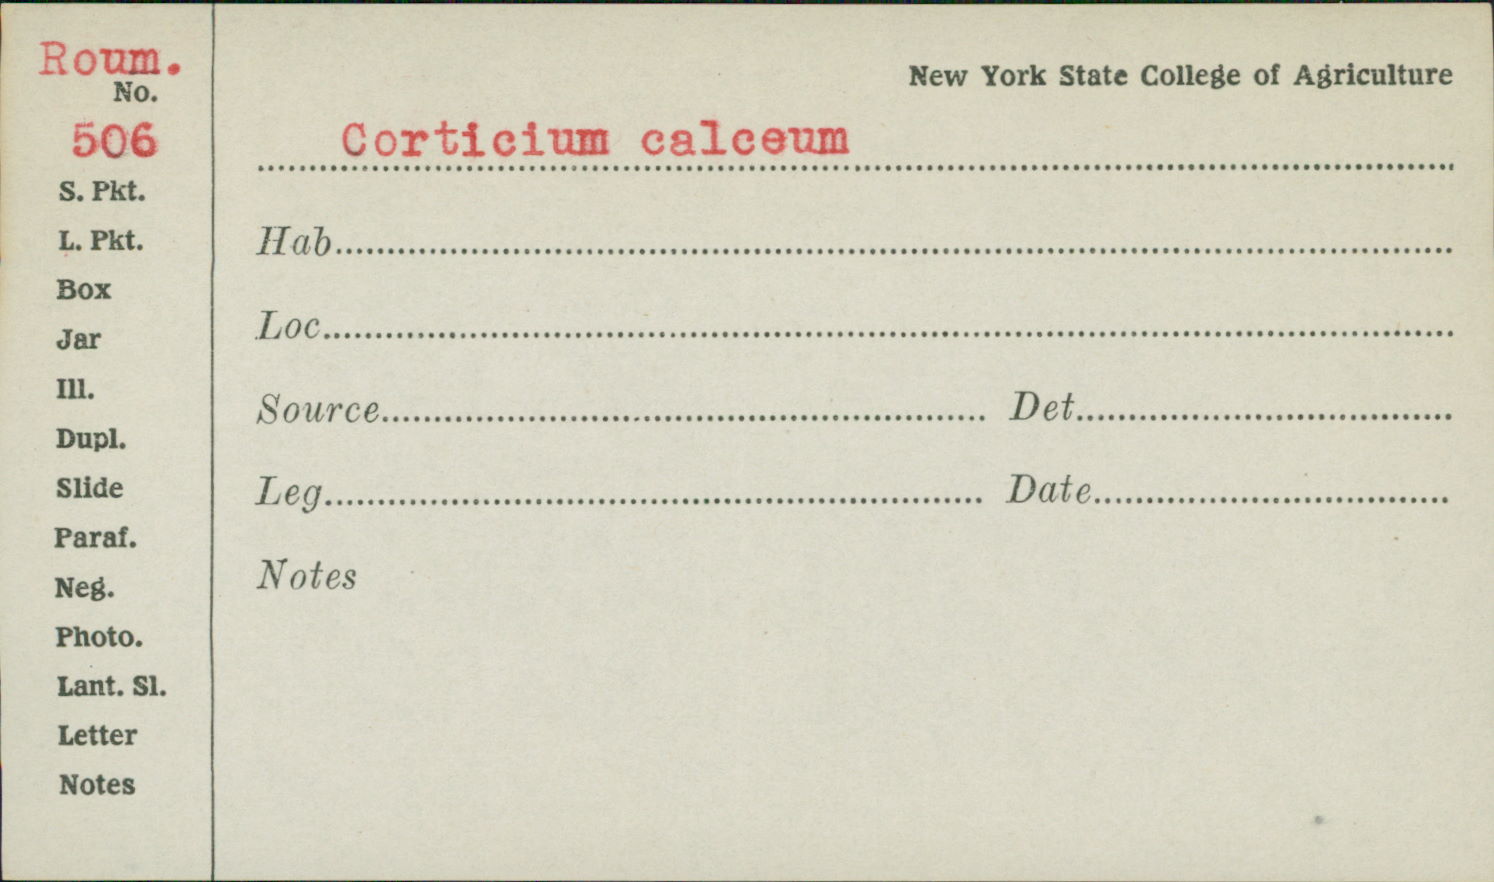 Roum.
No.
506
S. Pkt.
L. Pkt.
Box
Jar
Ill.
Dupl.
Slide
Paraf.
Neg.
Photo.
Lant. Sl.
Letter
Notes
New York State College of Agriculture
Corticium calceum
Hab
Loc
Source Det
Leg Date
Notes